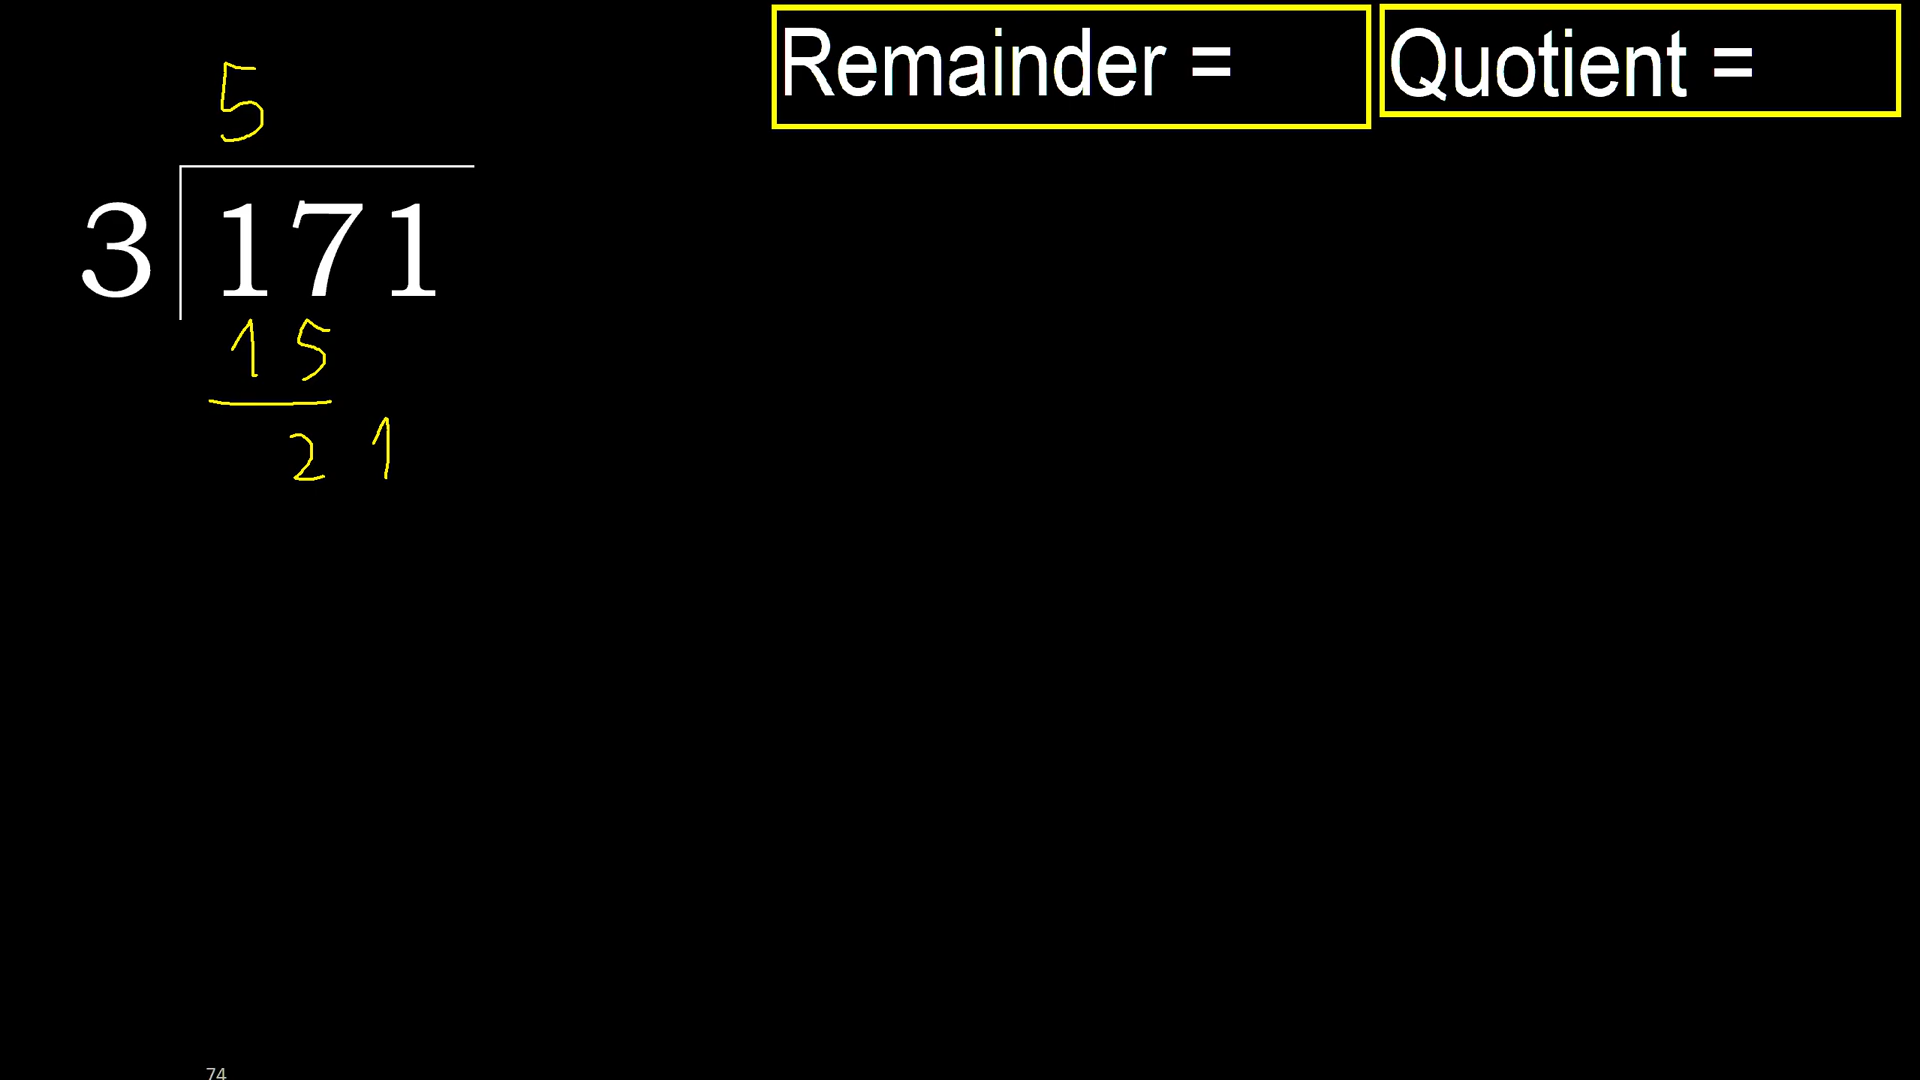 Remainder =
Quotient =
5
3 171
15
21
74